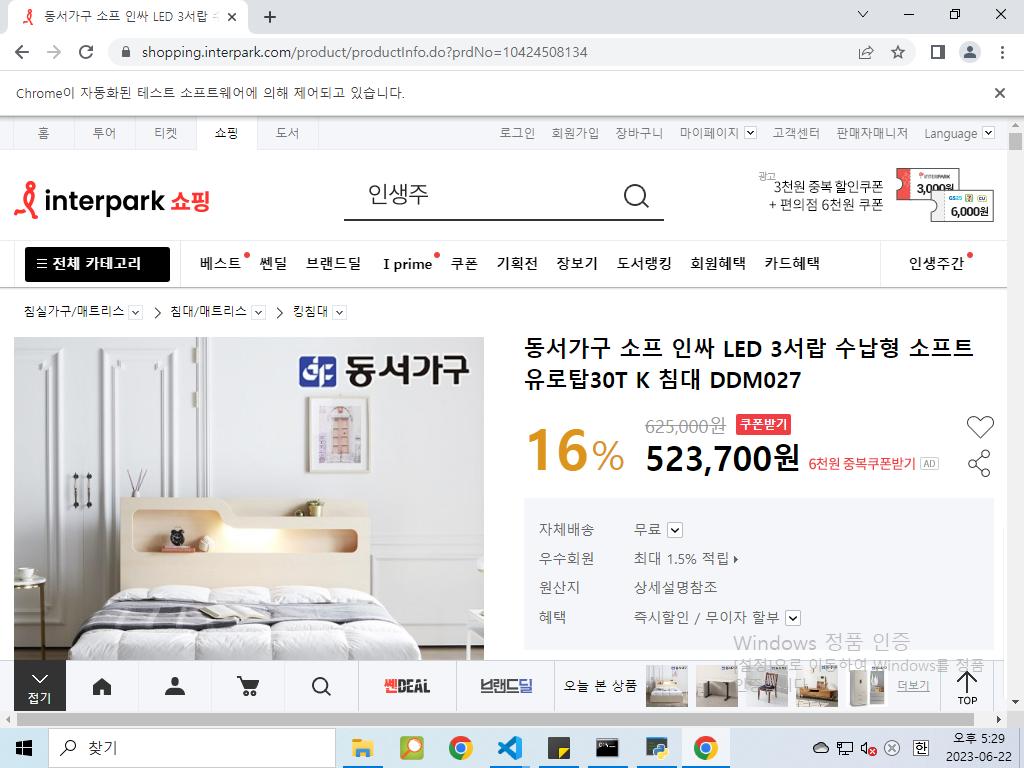 동서가구 소프 인싸 LED 3서랍 수
shopping.interpark.com/product/productInfo.do?prdNo=10424508134
Chrome이 자동화된 테스트 소프트웨어에 의해 제어되고 있습니다.
홈 투어 티켓 쇼핑 도서 로그인 회원가입 장바구니 마이페이지 고객센터 판매자매니저 Language
광고
interpark 쇼핑 인생주 3천원 중복 할인쿠폰 + 편의점 6천원 쿠폰
INTERPARK 3,000원
GS25 CU 6,000원
전체 카테고리 베스트 쎈딜 브랜드딜 I prime 쿠폰 기획전 장보기 도서랭킹 회원혜택 카드혜택 인생주간
침실가구/매트리스 침대/매트리스 킹침대
동서가구
동서가구 소프 인싸 LED 3서랍 수납형 소프트
유로탑30T K 침대 DDM027
625,000원 쿠폰받기
16% 523,700원 6천원 중복쿠폰받기 AD
자체배송 무료
우수회원 최대 1.5% 적립
원산지 상세설명참조
혜택 즉시할인 / 무이자 할부
Windows 정품 인증
[설정]으로 이동하여 Windows를 정품
접기 쎈DEAL 브랜드딜 오늘 본 상품 더보기 TOP
찾기 한 오후 5:29
2023-06-22